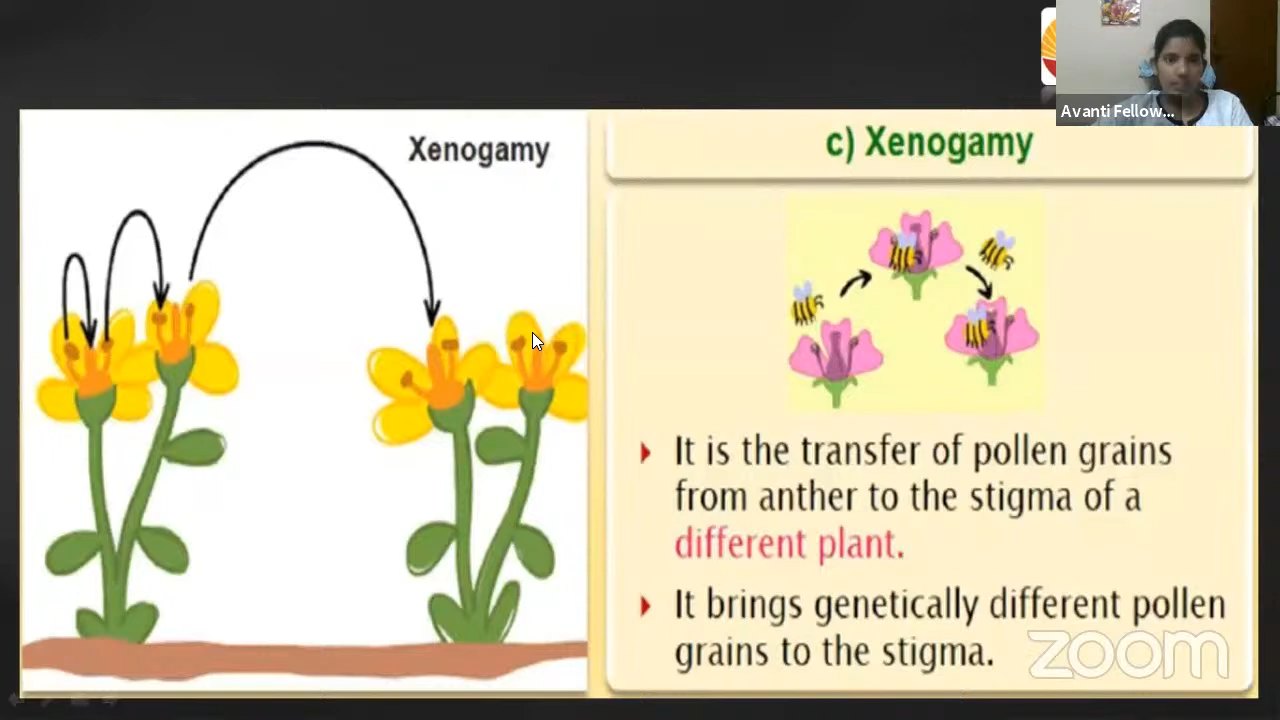 Avanti Fellow...
Xenogamy
c) Xenogamy
It is the transfer of pollen grains
from anther to the stigma of a
different plant.
It brings genetically different pollen
grains to the stigma.
zoom